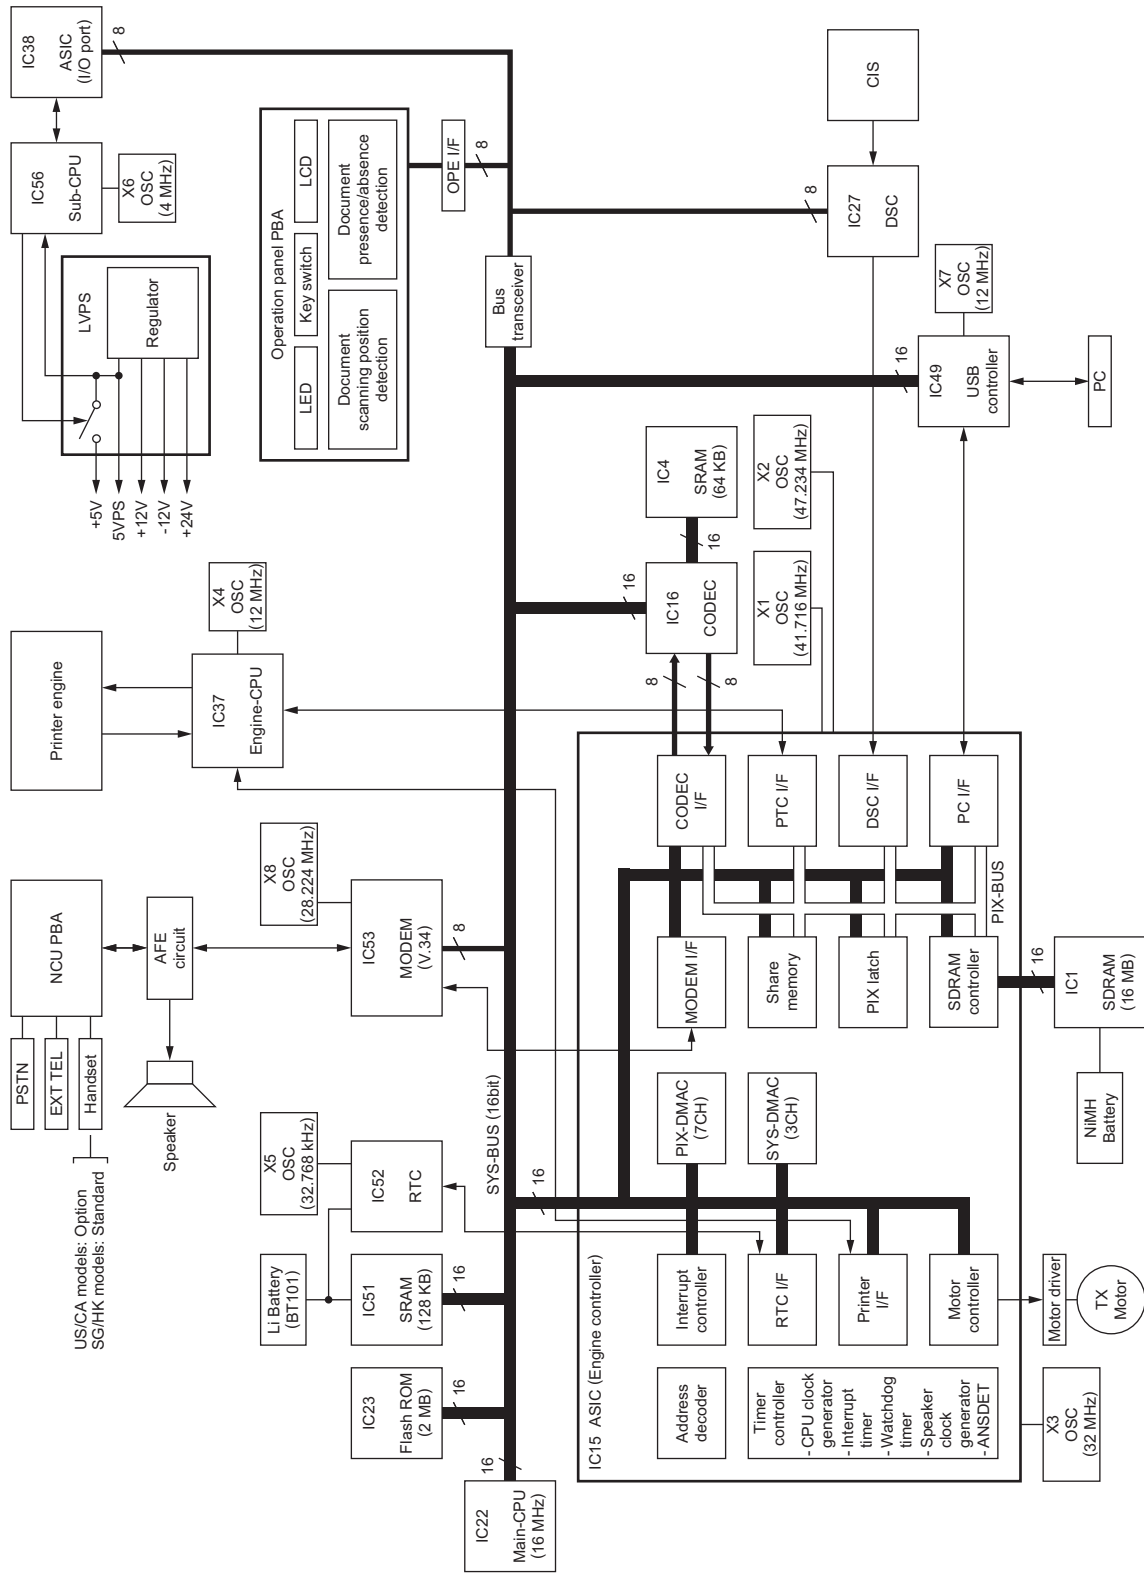 IC22
Main-CPU
(16 MHz)
16
IC23
Flash ROM
(2 MB)
16
Li Battery
(BT101)
IC51
SRAM
(128 KB)
16
X5
OSC
(32.768 kHz)
IC52
RTC
SYS-BUS (16bit)
16
US/CA models: Option
SG/HK models: Standard
PSTN
EXT TEL
Handset
NCU PBA
Speaker
AFE
circuit
X8
OSC
(28.224 MHz)
IC53
MODEM
(V.34)
8
Printer engine
IC37
Engine-CPU
X4
OSC
(12 MHz)
+5V
5VPS
+12V
-12V
+24V
LVPS
Regulator
IC56
Sub-CPU
X6
OSC
(4 MHz)
IC38
ASIC
(I/O port)
8
Operation panel PBA
LED
Key switch
LCD
Document
scanning position
detection
Document
presence/absence
detection
OPE I/F
8
Bus
transceiver
16
IC16
CODEC
8
8
16
IC4
SRAM
(64 KB)
X1
OSC
(41.716 MHz)
X2
OSC
(47.234 MHz)
16
IC49
USB
controller
X7
OSC
(12 MHz)
PC
8
IC27
DSC
CIS
IC15 ASIC (Engine controller)
Address
decoder
Interrupt
controller
PIX-DMAC
(7CH)
MODEM I/F
CODEC
I/F
Timer
controller
- CPU clock
generator
- Interrupt
timer
- Watchdog
timer
- Speaker
clock
generator
- ANSDET
RTC I/F
SYS-DMAC
(3CH)
Share
memory
PTC I/F
Printer
I/F
PIX latch
DSC I/F
Motor
controller
SDRAM
controller
PC I/F
PIX-BUS
X3
OSC
(32 MHz)
Motor driver
TX
Motor
NiMH
Battery
16
IC1
SDRAM
(16 MB)